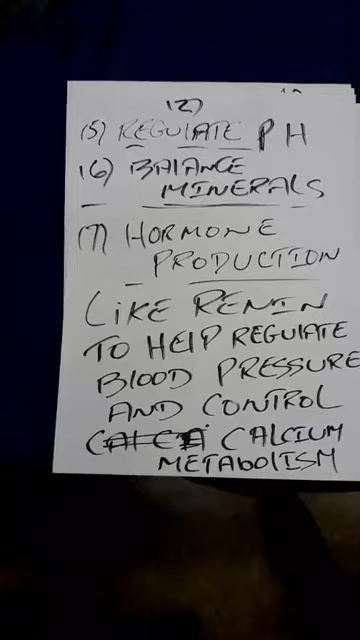 (2)
(5) REGULATE PH
(6) BALANCE
MINERALS
(7) HORMONE
PRODUCTION
LIKE RENIN
TO HELP REGULATE
BLOOD PRESSURE
AND CONTROL
CALCIUM
METABOLISM